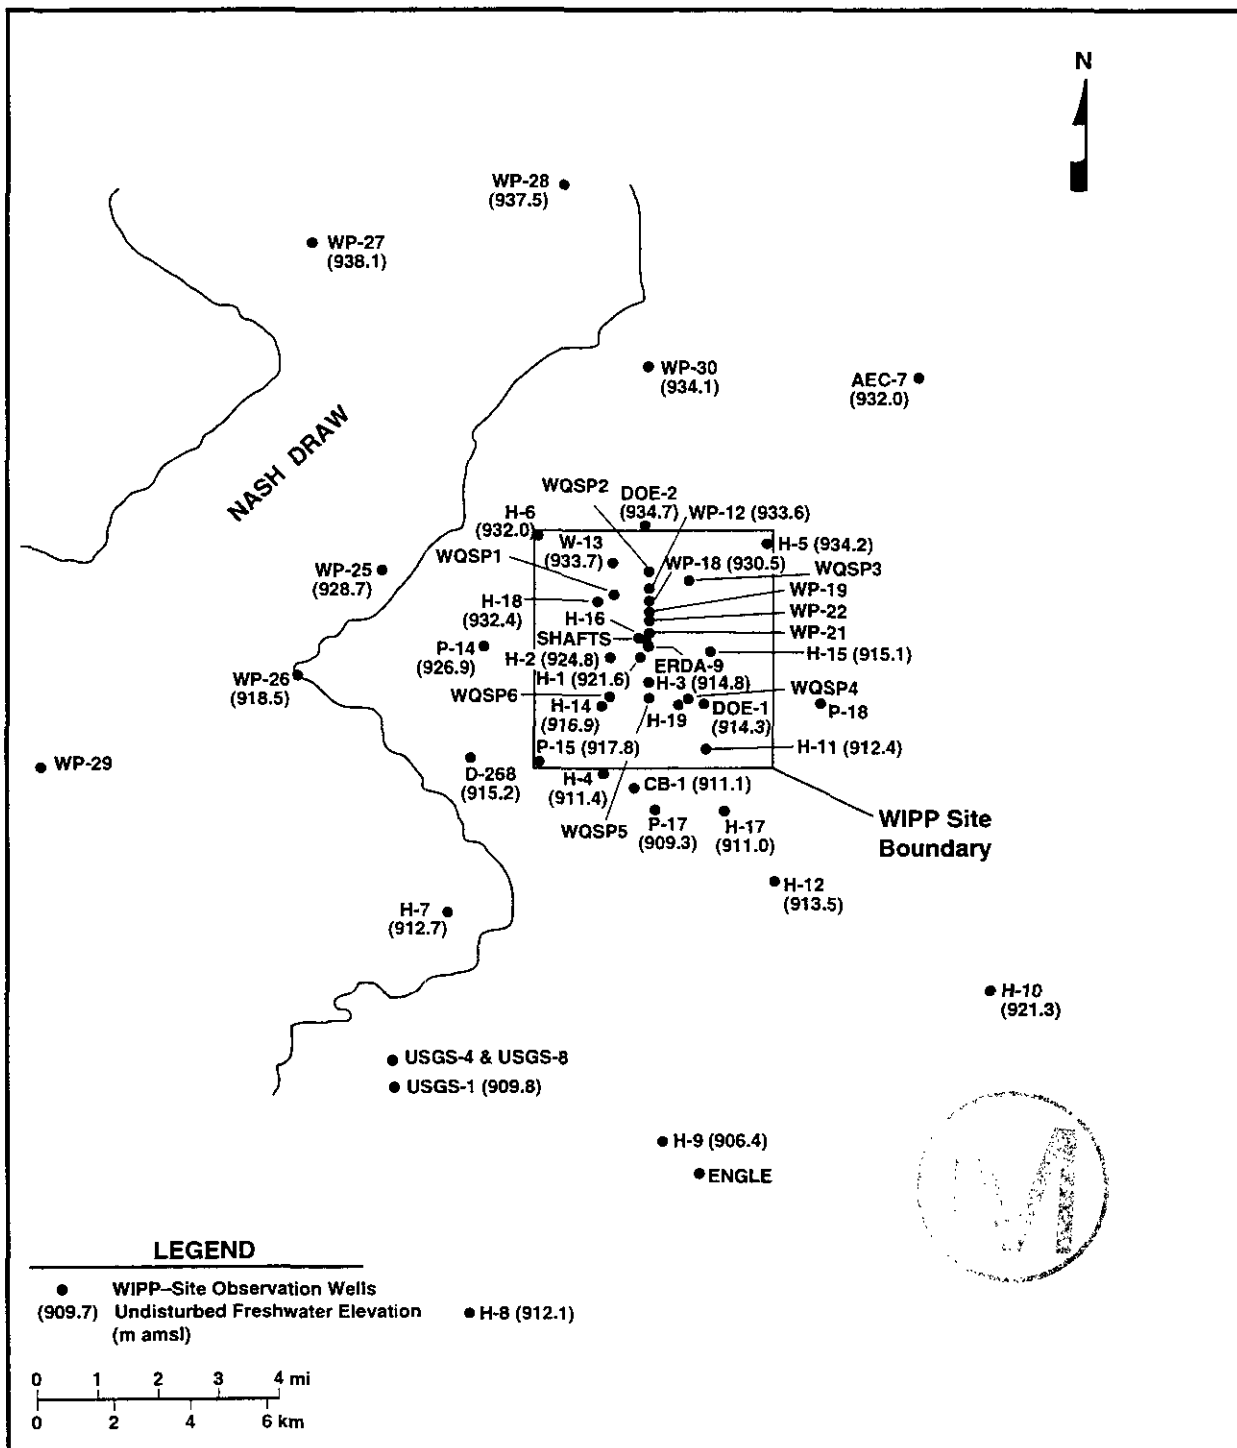 N
WP-28
(937.5)
WP-27
(938.1)
WP-30
(934.1)
AEC-7
(932.0)
NASH DRAW
WQSP2
DOE-2
(934.7)
WP-12 (933.6)
H-6
(932.0)
W-13
(933.7)
H-5 (934.2)
WQSP1
WP-18 (930.5)
WQSP3
WP-25
(928.7)
WP-19
H-18
(932.4)
H-16
WP-22
SHAFTS
WP-21
P-14
(926.9)
H-2 (924.8)
ERDA-9
H-15 (915.1)
WP-26
(918.5)
H-1 (921.6)
H-3 (914.8)
WQSP4
WQSP6
H-14
(916.9)
H-19
DOE-1
(914.3)
P-18
P-15 (917.8)
H-11 (912.4)
WP-29
D-268
(915.2)
H-4
(911.4)
CB-1 (911.1)
WQSP5
P-17
(909.3)
H-17
(911.0)
WIPP Site
Boundary
H-12
(913.5)
H-7
(912.7)
H-10
(921.3)
USGS-4 & USGS-8
USGS-1 (909.8)
H-9 (906.4)
ENGLE
LEGEND
WIPP–Site Observation Wells
(909.7) Undisturbed Freshwater Elevation
(m amsl)
H-8 (912.1)
0 1 2 3 4 mi
0 2 4 6 km